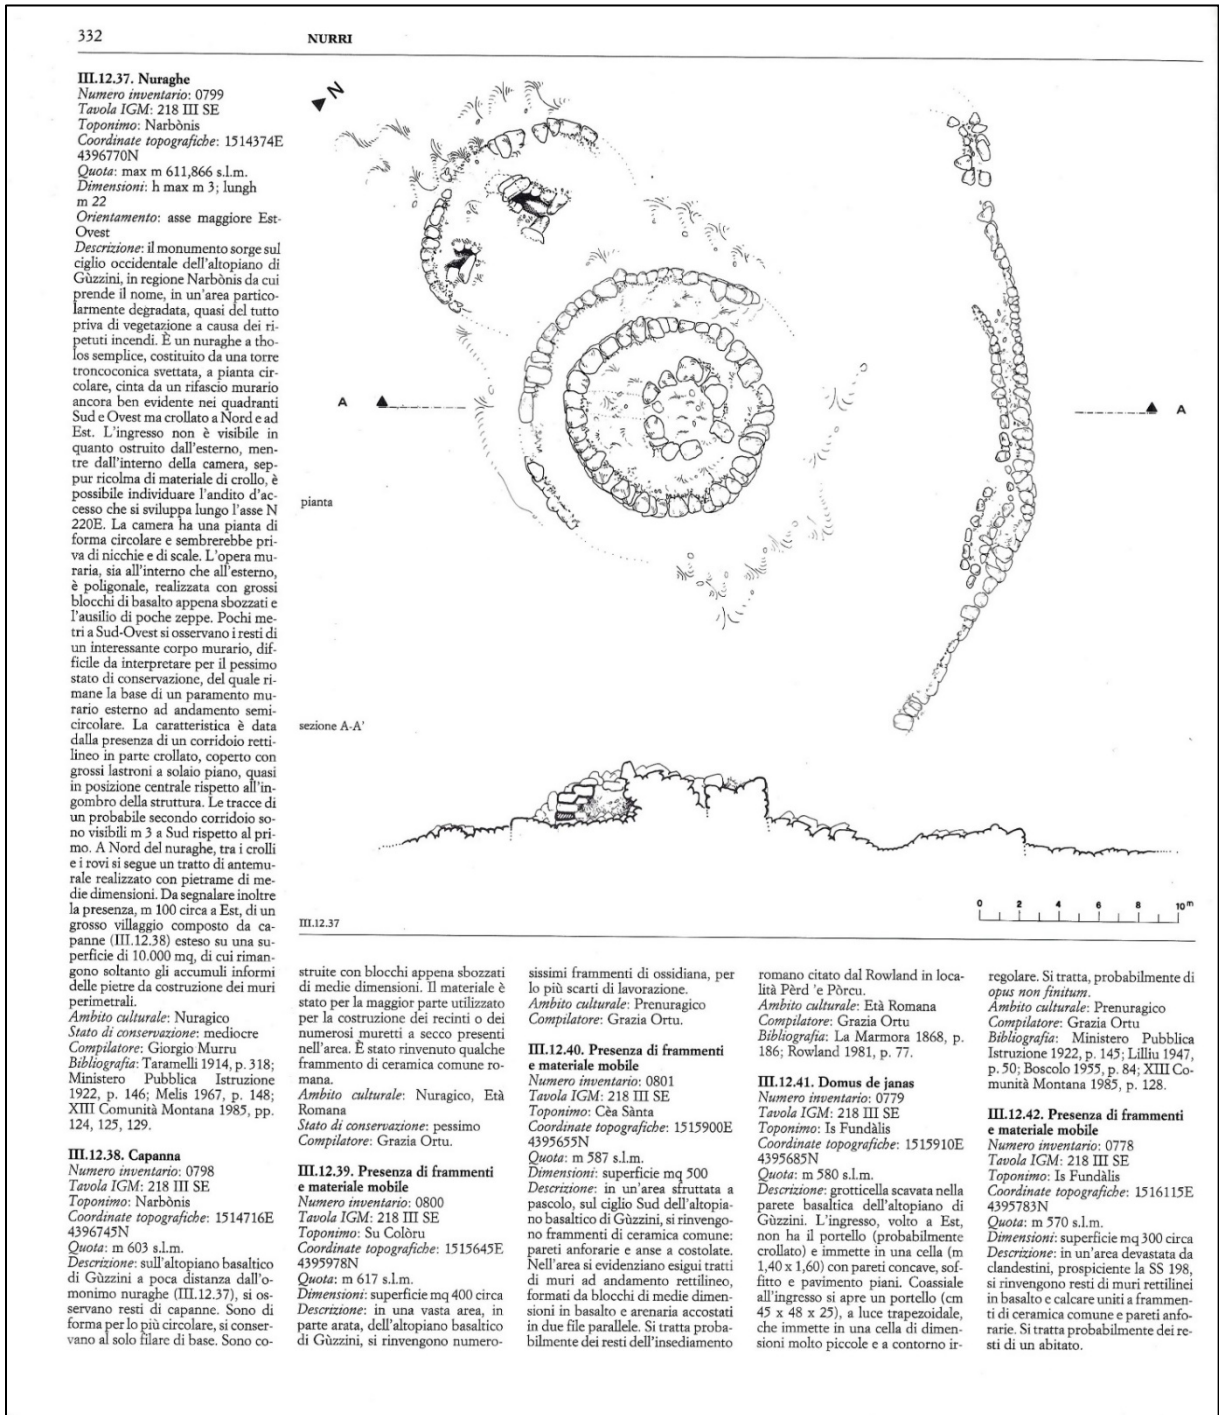 332
NURRI
III.12.37. Nuraghe
Numero inventario: 0799
Tavola IGM: 218 III SE
Toponimo: Narbònis
Coordinate topografiche: 1514374E
4396770N
Quota: max m 611,866 s.l.m.
Dimensioni: h max m 3; lungh
m 22
Orientamento: asse maggiore Est-
Ovest
Descrizione: il monumento sorge sul
ciglio occidentale dell'altopiano di
Gùzzini, in regione Narbònis da cui
prende il nome, in un'area partico-
larmente degradata, quasi del tutto
priva di vegetazione a causa dei ri-
petuti incendi. È un nuraghe a tho-
los semplice, costituito da una torre
troncoconica svettata, a pianta cir-
colare, cinta da un rifascio murario
ancora ben evidente nei quadranti
Sud e Ovest ma crollato a Nord e ad
Est. L'ingresso non è visibile in
quanto ostruito dall'esterno, men-
tre dall'interno della camera, sep-
pur ricolma di materiale di crollo, è
possibile individuare l'andito d'ac-
cesso che si sviluppa lungo l'asse N
220E. La camera ha una pianta di
forma circolare e sembrerebbe pri-
va di nicchie e di scale. L'opera mu-
raria, sia all'interno che all'esterno,
è poligonale, realizzata con grossi
blocchi di basalto appena sbozzati e
l'ausilio di poche zeppe. Pochi me-
tri a Sud-Ovest si osservano i resti di
un interessante corpo murario, dif-
ficile da interpretare per il pessimo
stato di conservazione, del quale ri-
mane la base di un paramento mu-
rario esterno ad andamento semi-
circolare. La caratteristica è data
dalla presenza di un corridoio retti-
lineo in parte crollato, coperto con
grossi lastroni a solaio piano, quasi
in posizione centrale rispetto all'in-
gombro della struttura. Le tracce di
un probabile secondo corridoio so-
no visibili m 3 a Sud rispetto al pri-
mo. A Nord del nuraghe, tra i crolli
e i rovi si segue un tratto di antemu-
rale realizzato con pietrame di me-
die dimensioni. Da segnalare inoltre
la presenza, m 100 circa a Est, di un
grosso villaggio composto da ca-
panne (III.12.38) esteso su una su-
perficie di 10.000 mq, di cui riman-
gono soltanto gli accumuli informi
delle pietre da costruzione dei muri
perimetrali.
Ambito culturale: Nuragico
Stato di conservazione: mediocre
Compilatore: Giorgio Murru
Bibliografia: Taramelli 1914, p. 318;
Ministero Pubblica Istruzione
1922, p. 146; Melis 1967, p. 148;
XIII Comunità Montana 1985, pp.
124, 125, 129.
III.12.38. Capanna
Numero inventario: 0798
Tavola IGM: 218 III SE
Toponimo: Narbònis
Coordinate topografiche: 1514716E
4396745N
Quota: m 603 s.l.m.
Descrizione: sull'altopiano basaltico
di Gùzzini a poca distanza dall'o-
monimo nuraghe (III.12.37), si os-
servano resti di capanne. Sono di
forma per lo più circolare, si conser-
vano al solo filare di base. Sono co-
N
A
A
pianta
sezione A-A'
0 2 4 6 8 10 m
III.12.37
struite con blocchi appena sbozzati
di medie dimensioni. Il materiale è
stato per la maggior parte utilizzato
per la costruzione dei recinti o dei
numerosi muretti a secco presenti
nell'area. È stato rinvenuto qualche
frammento di ceramica comune ro-
mana.
Ambito culturale: Nuragico, Età
Romana
Stato di conservazione: pessimo
Compilatore: Grazia Ortu.
III.12.39. Presenza di frammenti
e materiale mobile
Numero inventario: 0800
Tavola IGM: 218 III SE
Toponimo: Su Colòru
Coordinate topografiche: 1515645E
4395978N
Quota: m 617 s.l.m.
Dimensioni: superficie mq 400 circa
Descrizione: in una vasta area, in
parte arata, dell'altopiano basaltico
di Gùzzini, si rinvengono numero-
sissimi frammenti di ossidiana, per
lo più scarti di lavorazione.
Ambito culturale: Prenuragico
Compilatore: Grazia Ortu.
III.12.40. Presenza di frammenti
e materiale mobile
Numero inventario: 0801
Tavola IGM: 218 III SE
Toponimo: Cèa Sànta
Coordinate topografiche: 1515900E
4395655N
Quota: m 587 s.l.m.
Dimensioni: superficie mq 500
Descrizione: in un'area sfruttata a
pascolo, sul ciglio Sud dell'altopia-
no basaltico di Gùzzini, si rinvengo-
no frammenti di ceramica comune:
pareti anforarie e anse a costolate.
Nell'area si evidenziano esigui tratti
di muri ad andamento rettilineo,
formati da blocchi di medie dimen-
sioni in basalto e arenaria accostati
in due file parallele. Si tratta proba-
bilmente dei resti dell'insediamento
romano citato dal Rowland in loca-
lità Pèrd 'e Pòrcu.
Ambito culturale: Età Romana
Compilatore: Grazia Ortu
Bibliografia: La Marmora 1868, p.
186; Rowland 1981, p. 77.
III.12.41. Domus de janas
Numero inventario: 0779
Tavola IGM: 218 III SE
Toponimo: Is Fundàlis
Coordinate topografiche: 1515910E
4395685N
Quota: m 580 s.l.m.
Descrizione: grotticella scavata nella
parete basaltica dell'altopiano di
Gùzzini. L'ingresso, volto a Est,
non ha il portello (probabilmente
crollato) e immette in una cella (m
1,40 x 1,60) con pareti concave, sof-
fitto e pavimento piani. Coassiale
all'ingresso si apre un portello (cm
45 x 48 x 25), a luce trapezoidale,
che immette in una cella di dimen-
sioni molto piccole e a contorno ir-
regolare. Si tratta, probabilmente di
opus non finitum.
Ambito culturale: Prenuragico
Compilatore: Grazia Ortu
Bibliografia: Ministero Pubblica
Istruzione 1922, p. 145; Lilliu 1947,
p. 50; Boscolo 1955, p. 84; XIII Co-
munità Montana 1985, p. 128.
III.12.42. Presenza di frammenti
e materiale mobile
Numero inventario: 0778
Tavola IGM: 218 III SE
Toponimo: Is Fundàlis
Coordinate topografiche: 1516115E
4395783N
Quota: m 570 s.l.m.
Dimensioni: superficie mq 300 circa
Descrizione: in un'area devastata da
clandestini, prospiciente la SS 198,
si rinvengono resti di muri rettilinei
in basalto e calcare uniti a frammen-
ti di ceramica comune e pareti anfo-
rarie. Si tratta probabilmente dei re-
sti di un abitato.